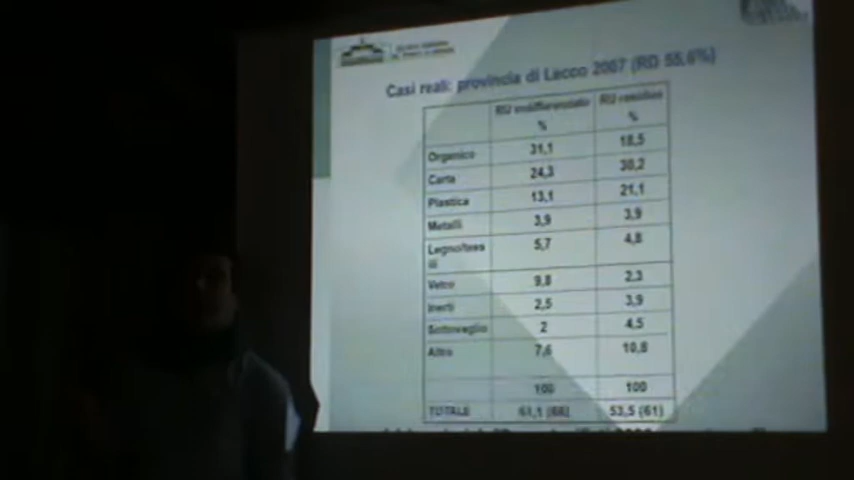 Casi reali: provincia di Lecco 2007 (RD 55,6%)
RU indifferenziato % RU residuo %
Organico 31,1 18,5
Carta 24,3 30,2
Plastica 13,1 21,1
Metalli 3,9 3,9
Legno/tess
ili 5,7 4,8
Vetro 9,8 2,3
Inerti 2,5 3,9
Sottovaglio 2 4,5
Altro 7,6 10,8
100 100
TOTALE 61,1 (66) 53,5 (61)